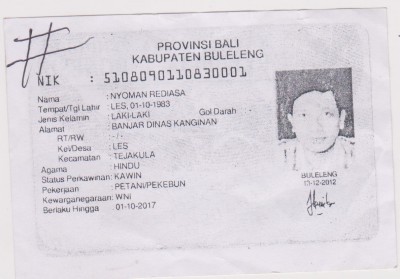 PROVINSI BALI
KABUPATEN BULELENG
NIK : 5108090110830001
Nama : NYOMAN REDIASA
Tempat/Tgl Lahir : LES, 01-10-1983
Jenis Kelamin : LAKI-LAKI Gol Darah
Alamat : BANJAR DINAS KANGINAN
RT/RW : -/-
Kel/Desa : LES
Kecamatan : TEJAKULA
Agama : HINDU
Status Perkawinan: KAWIN
Pekerjaan : PETANI/PEKEBUN
Kewarganegaraan: WNI
Berlaku Hingga : 01-10-2017
BULELENG
13-12-2012